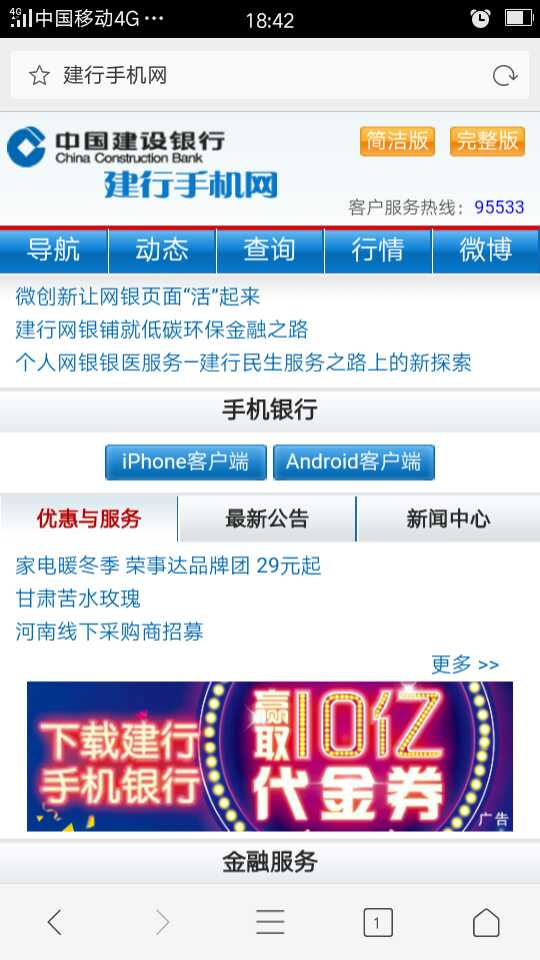 4G 中国移动4G ··· 18:42
建行手机网
中国建设银行
China Construction Bank
建行手机网
简洁版 完整版
客户服务热线：95533
导航 动态 查询 行情 微博
微创新让网银页面“活”起来
建行网银铺就低碳环保金融之路
个人网银银医服务—建行民生服务之路上的新探索
手机银行
iPhone客户端 Android客户端
优惠与服务 最新公告 新闻中心
家电暖冬季 荣事达品牌团 29元起
甘肃苦水玫瑰
河南线下采购商招募
更多 >>
下载建行
手机银行
赢取10亿
代金券
广告
金融服务
1